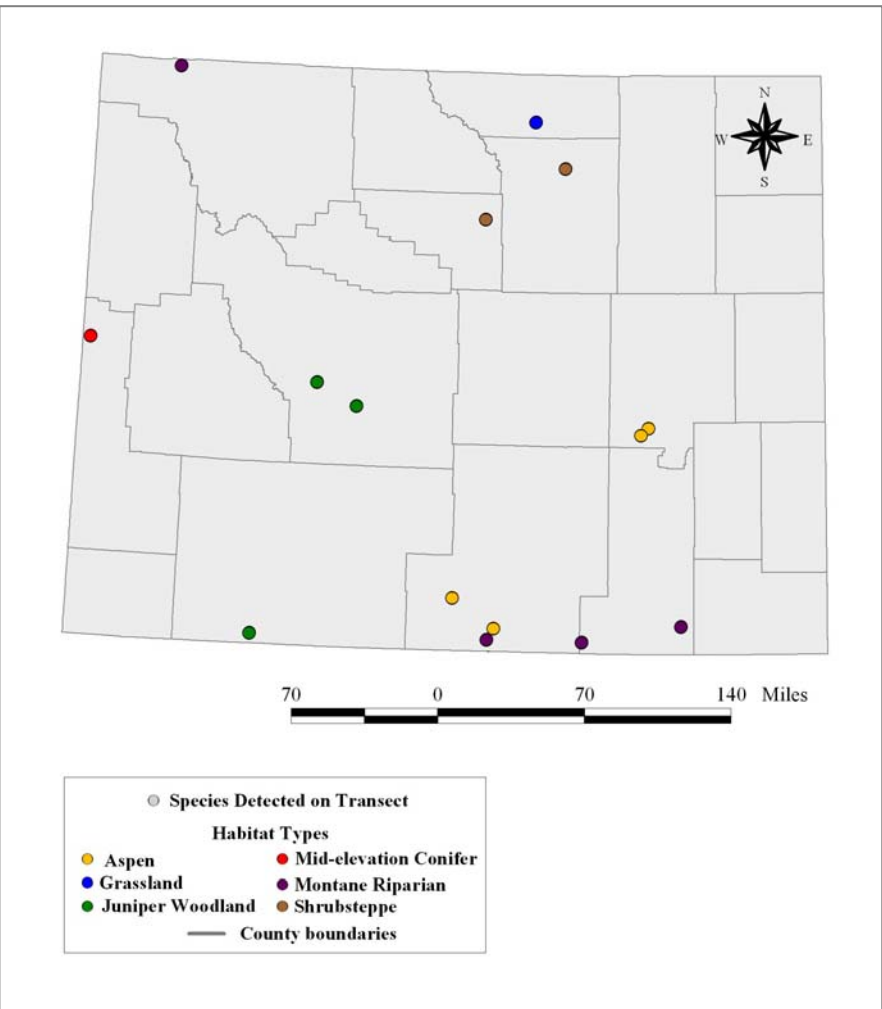 N
W E
S
70 0 70 140 Miles
Species Detected on Transect
Habitat Types
Aspen Mid-elevation Conifer
Grassland Montane Riparian
Juniper Woodland Shrubsteppe
County boundaries